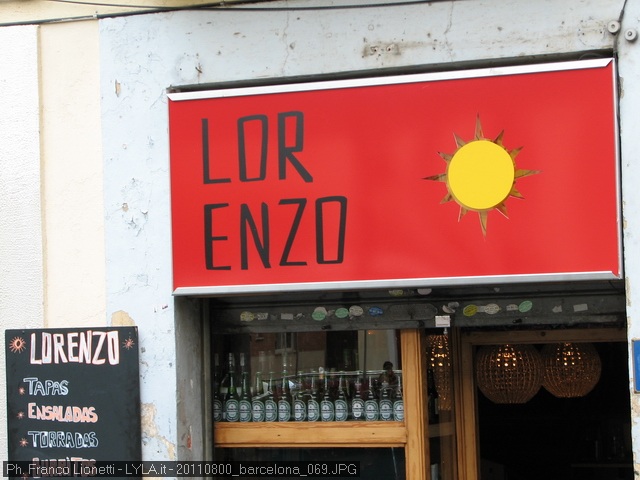 LOR
ENZO
LORENZO
TAPAS
ENSALADAS
TORRADAS
Ph. Franco Lionetti - LYLA.it - 20110800_barcelona_069.JPG